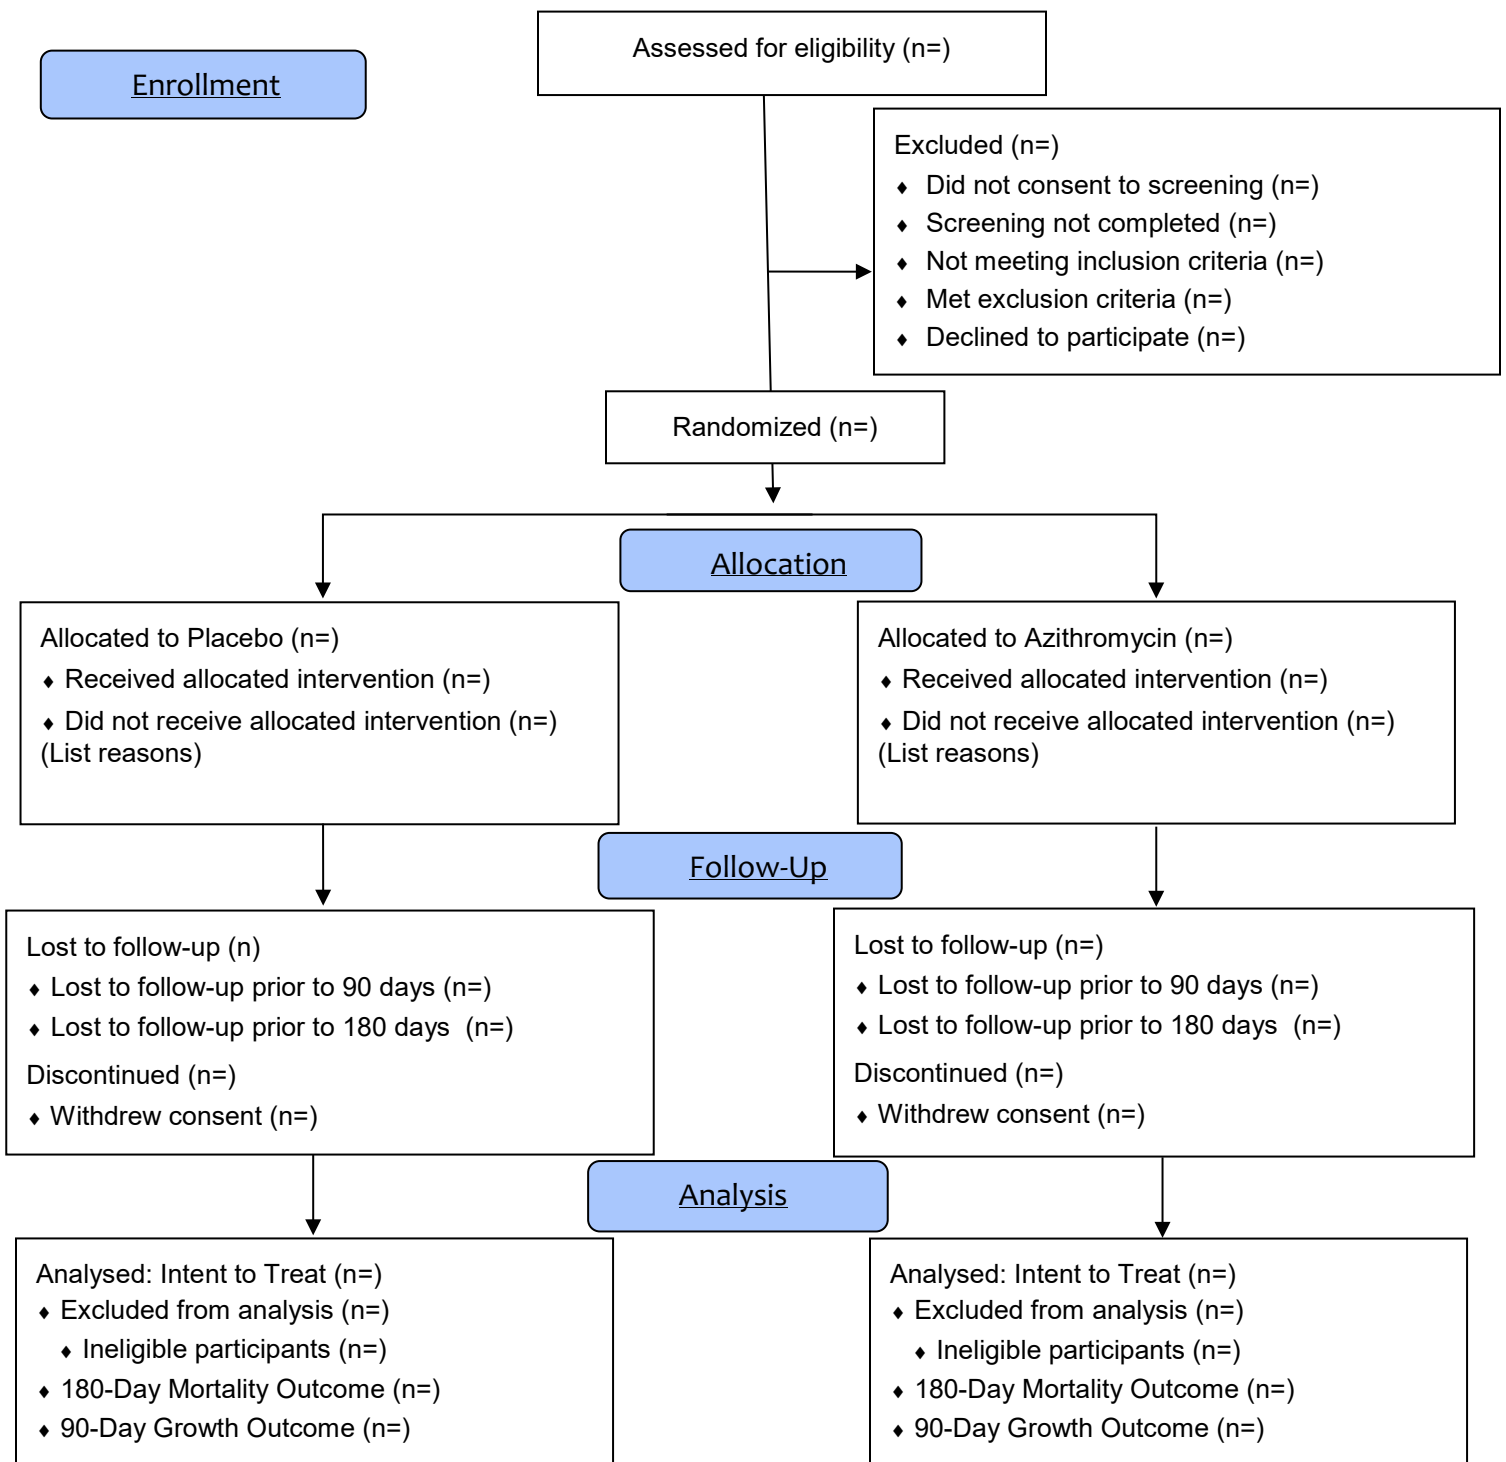 Assessed for eligibility (n=)
Enrollment
Excluded (n=)
♦ Did not consent to screening (n=)
♦ Screening not completed (n=)
♦ Not meeting inclusion criteria (n=)
♦ Met exclusion criteria (n=)
♦ Declined to participate (n=)
Randomized (n=)
Allocation
Allocated to Placebo (n=)
♦ Received allocated intervention (n=)
♦ Did not receive allocated intervention (n=)
(List reasons)
Allocated to Azithromycin (n=)
♦ Received allocated intervention (n=)
♦ Did not receive allocated intervention (n=)
(List reasons)
Follow-Up
Lost to follow-up (n)
♦ Lost to follow-up prior to 90 days (n=)
♦ Lost to follow-up prior to 180 days (n=)
Discontinued (n=)
♦ Withdrew consent (n=)
Lost to follow-up (n=)
♦ Lost to follow-up prior to 90 days (n=)
♦ Lost to follow-up prior to 180 days (n=)
Discontinued (n=)
♦ Withdrew consent (n=)
Analysis
Analysed: Intent to Treat (n=)
♦ Excluded from analysis (n=)
♦ Ineligible participants (n=)
♦ 180-Day Mortality Outcome (n=)
♦ 90-Day Growth Outcome (n=)
Analysed: Intent to Treat (n=)
♦ Excluded from analysis (n=)
♦ Ineligible participants (n=)
♦ 180-Day Mortality Outcome (n=)
♦ 90-Day Growth Outcome (n=)